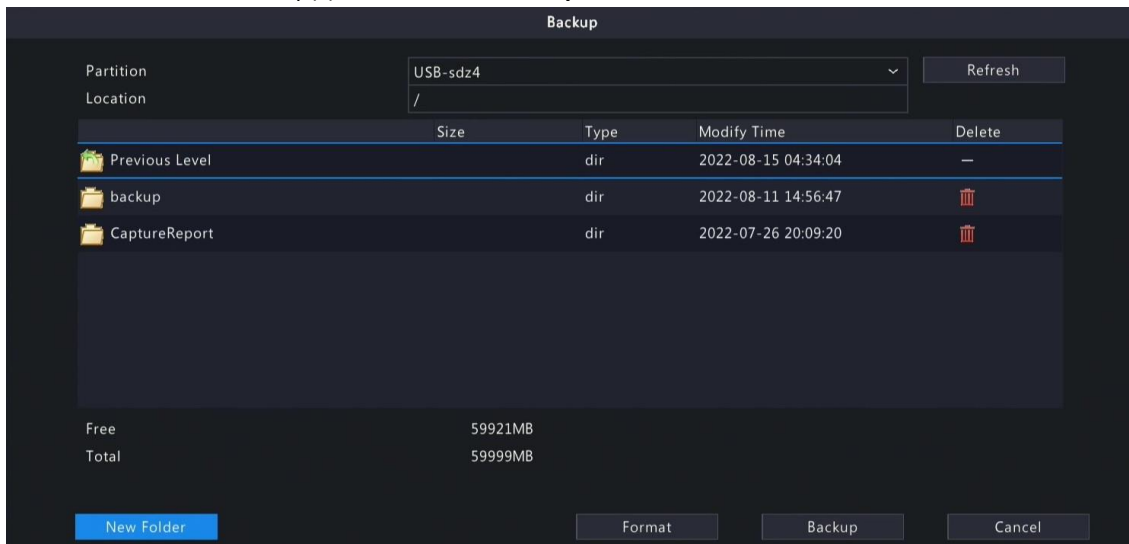 Backup
Partition USB-sdz4 Refresh
Location /
Size Type Modify Time Delete
Previous Level dir 2022-08-15 04:34:04 —
backup dir 2022-08-11 14:56:47
CaptureReport dir 2022-07-26 20:09:20
Free 59921MB
Total 59999MB
New Folder Format Backup Cancel